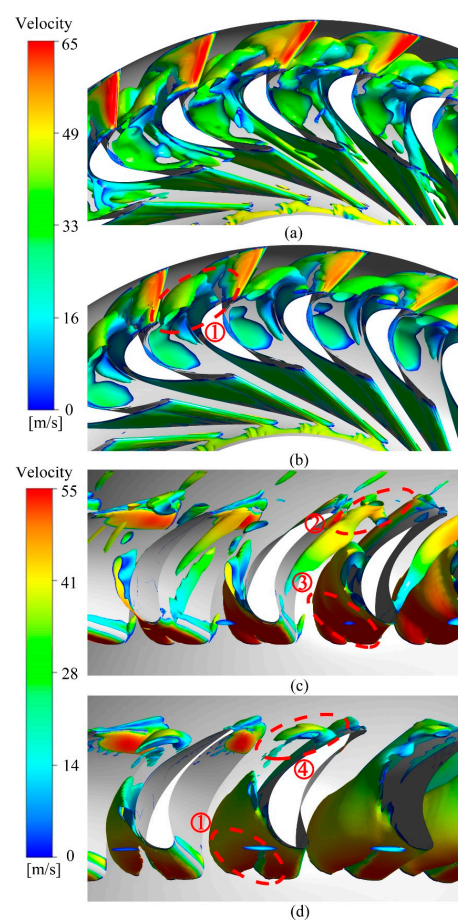 Velocity
65
49
33
16
0
[m/s]
(a)
①
(b)
Velocity
55
41
28
14
0
[m/s]
②
③
(c)
④
①
(d)